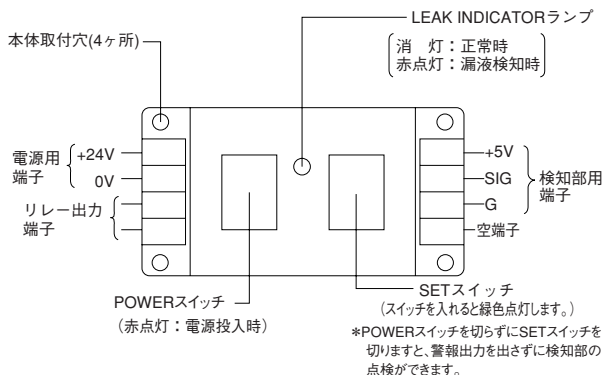 LEAK INDICATORランプ
消 灯：正常時
赤点灯：漏液検知時
本体取付穴(4ヶ所)
電源用
端子
+24V
0V
リレー出力
端子
+5V
SIG
G
空端子
検知部用
端子
POWERスイッチ
（赤点灯：電源投入時）
SETスイッチ
（スイッチを入れると緑色点灯します。）
*POWERスイッチを切らずにSETスイッチを
切りますと、警報出力を出さずに検知部の
点検ができます。